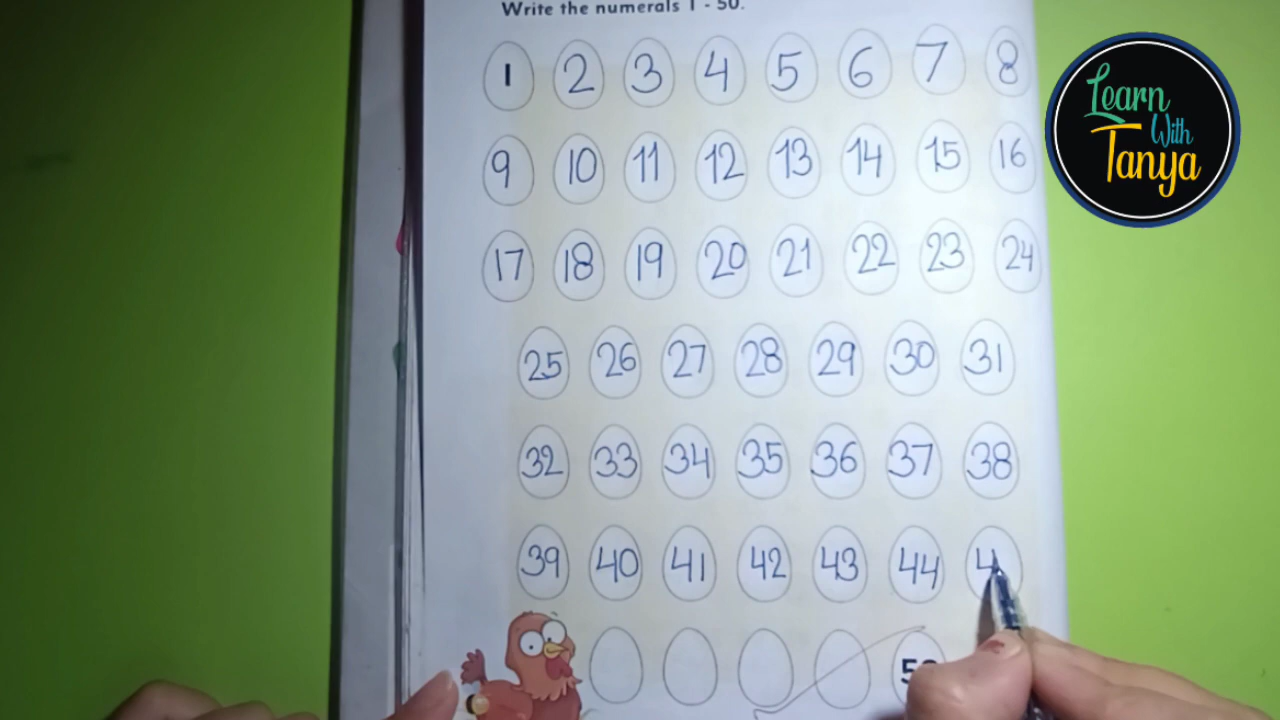 Write the numerals 1 - 50.
1 2 3 4 5 6 7 8
9 10 11 12 13 14 15 16
17 18 19 20 21 22 23 24
25 26 27 28 29 30 31
32 33 34 35 36 37 38
39 40 41 42 43 44 4
50
Learn
With
Tanya